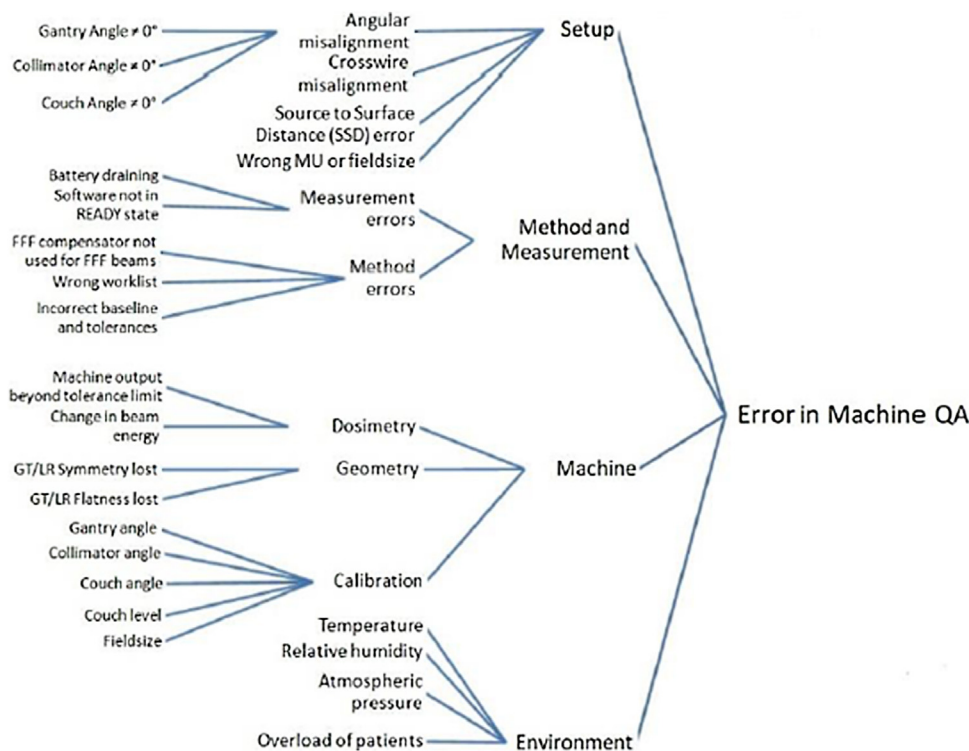 Gantry Angle ≠ 0°
Collimator Angle ≠ 0°
Couch Angle ≠ 0°
Angular
misalignment
Crosswire
misalignment
Source to Surface
Distance (SSD) error
Wrong MU or fieldsize
Setup
Battery draining
Software not in
READY state
Measurement
errors
FFF compensator not
used for FFF beams
Wrong worklist
Incorrect baseline
and tolerances
Method
errors
Method and
Measurement
Machine output
beyond tolerance limit
Change in beam
energy
Dosimetry
GT/LR Symmetry lost
GT/LR Flatness lost
Geometry
Gantry angle
Collimator angle
Couch angle
Couch level
Fieldsize
Calibration
Machine
Temperature
Relative humidity
Atmospheric
pressure
Overload of patients
Environment
Error in Machine QA